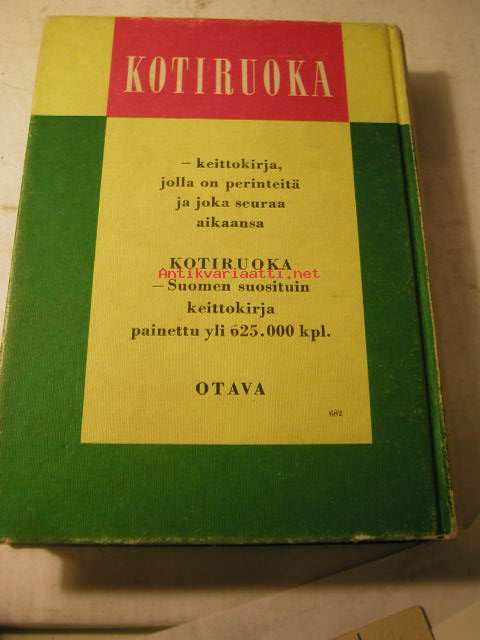 KOTIRUOKA
– keittokirja,
jolla on perinteitä
ja joka seuraa
aikaansa
KOTIRUOKA
Antikvariaatti.net
– Suomen suosituin
keittokirja
painettu yli 625.000 kpl.
OTAVA
682